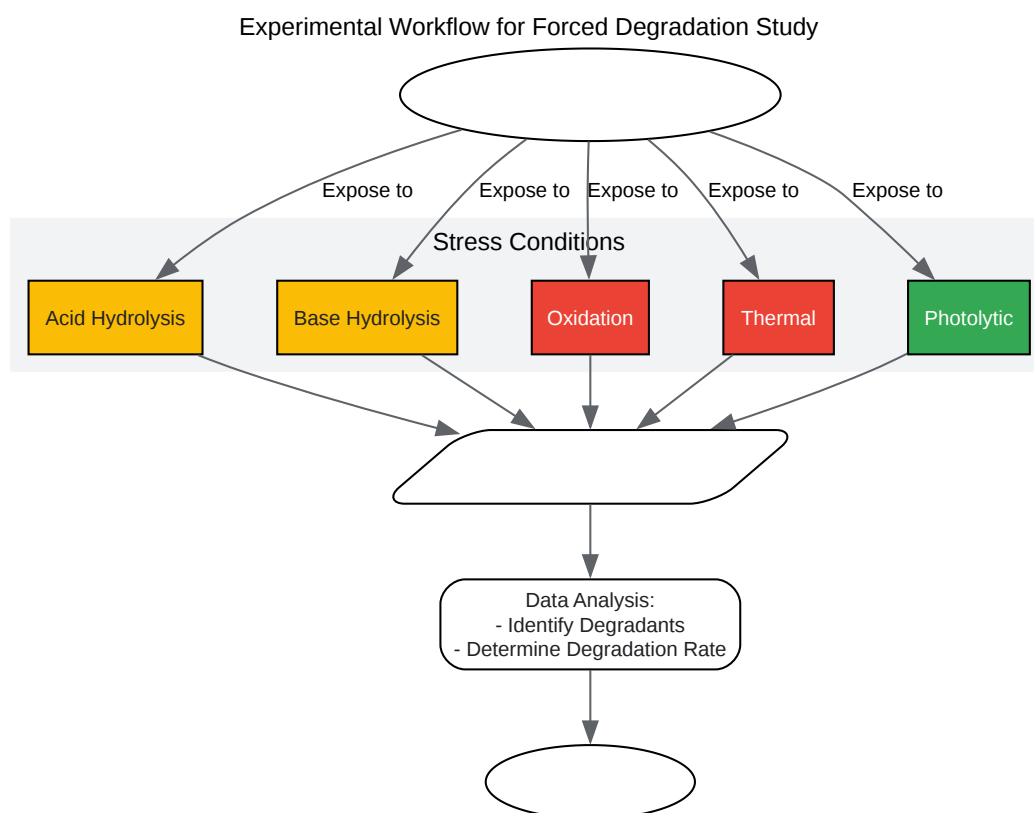 Experimental Workflow for Forced Degradation Study
Expose to
Expose to
Expose to
Expose to
Expose to
Stress Conditions
Acid Hydrolysis
Base Hydrolysis
Oxidation
Thermal
Photolytic
Data Analysis:
- Identify Degradants
- Determine Degradation Rate